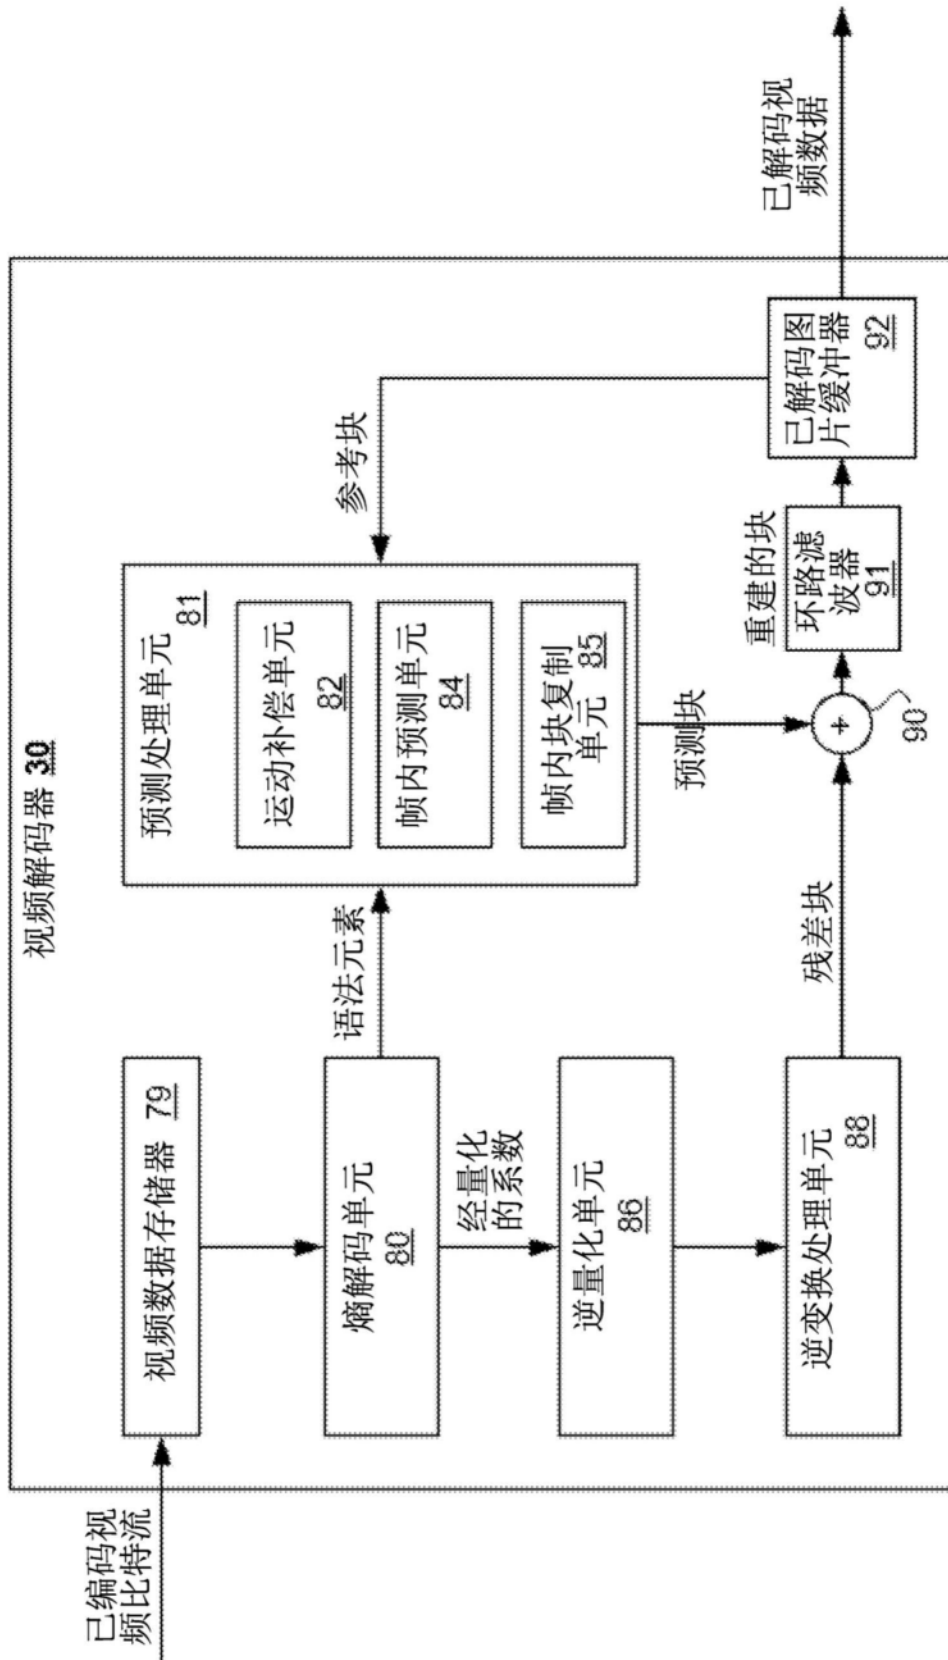 视频解码器 30
已编码视
频比特流
视频数据存储器 79
熵解码单元
80
经量化
的系数
逆量化单元
86
逆变换处理单元
88
语法元素
残差块
预测处理单元
81
运动补偿单元
82
帧内预测单元
84
帧内块复制
单元 85
预测块
+
90
参考块
重建的块
环路滤
波器
91
已解码图
片缓冲器
92
已解码视
频数据